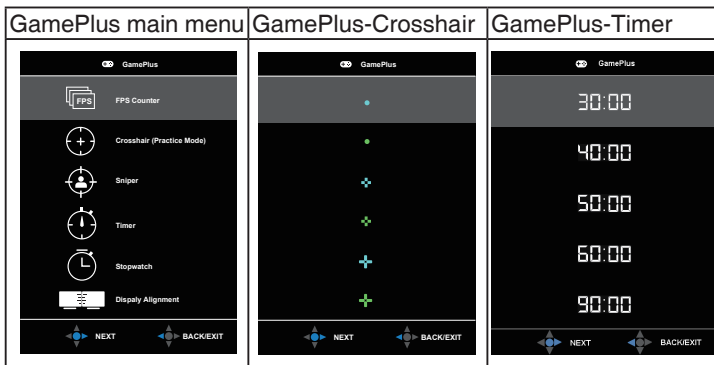 GamePlus main menu
GamePlus-Crosshair
GamePlus-Timer
GamePlus
FPS
FPS Counter
Crosshair (Practice Mode)
Sniper
Timer
Stopwatch
Dispaly Alignment
NEXT BACK/EXIT
GamePlus
NEXT BACK/EXIT
GamePlus
30:00
40:00
50:00
60:00
90:00
NEXT BACK/EXIT